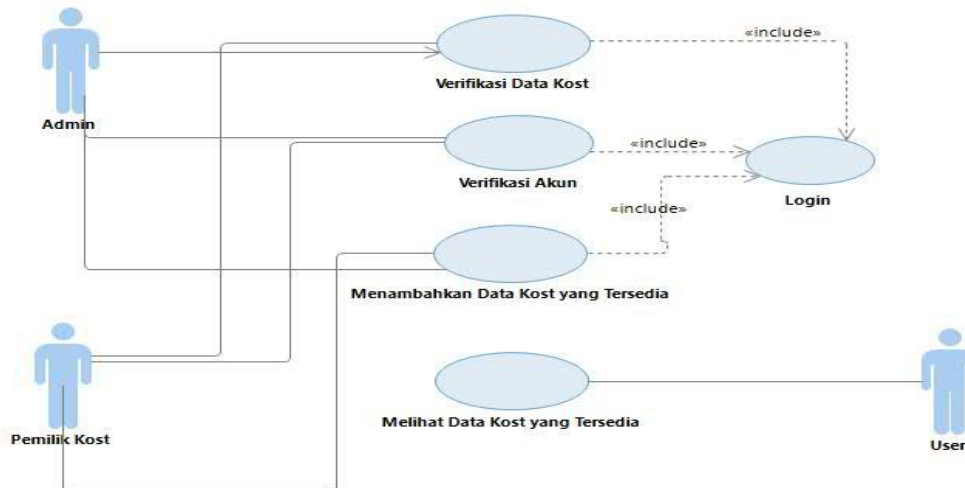 «include»
Verifikasi Data Kost
Admin
«include»
Verifikasi Akun
Login
«include»
Menambahkan Data Kost yang Tersedia
Melihat Data Kost yang Tersedia
Pemilik Kost
User